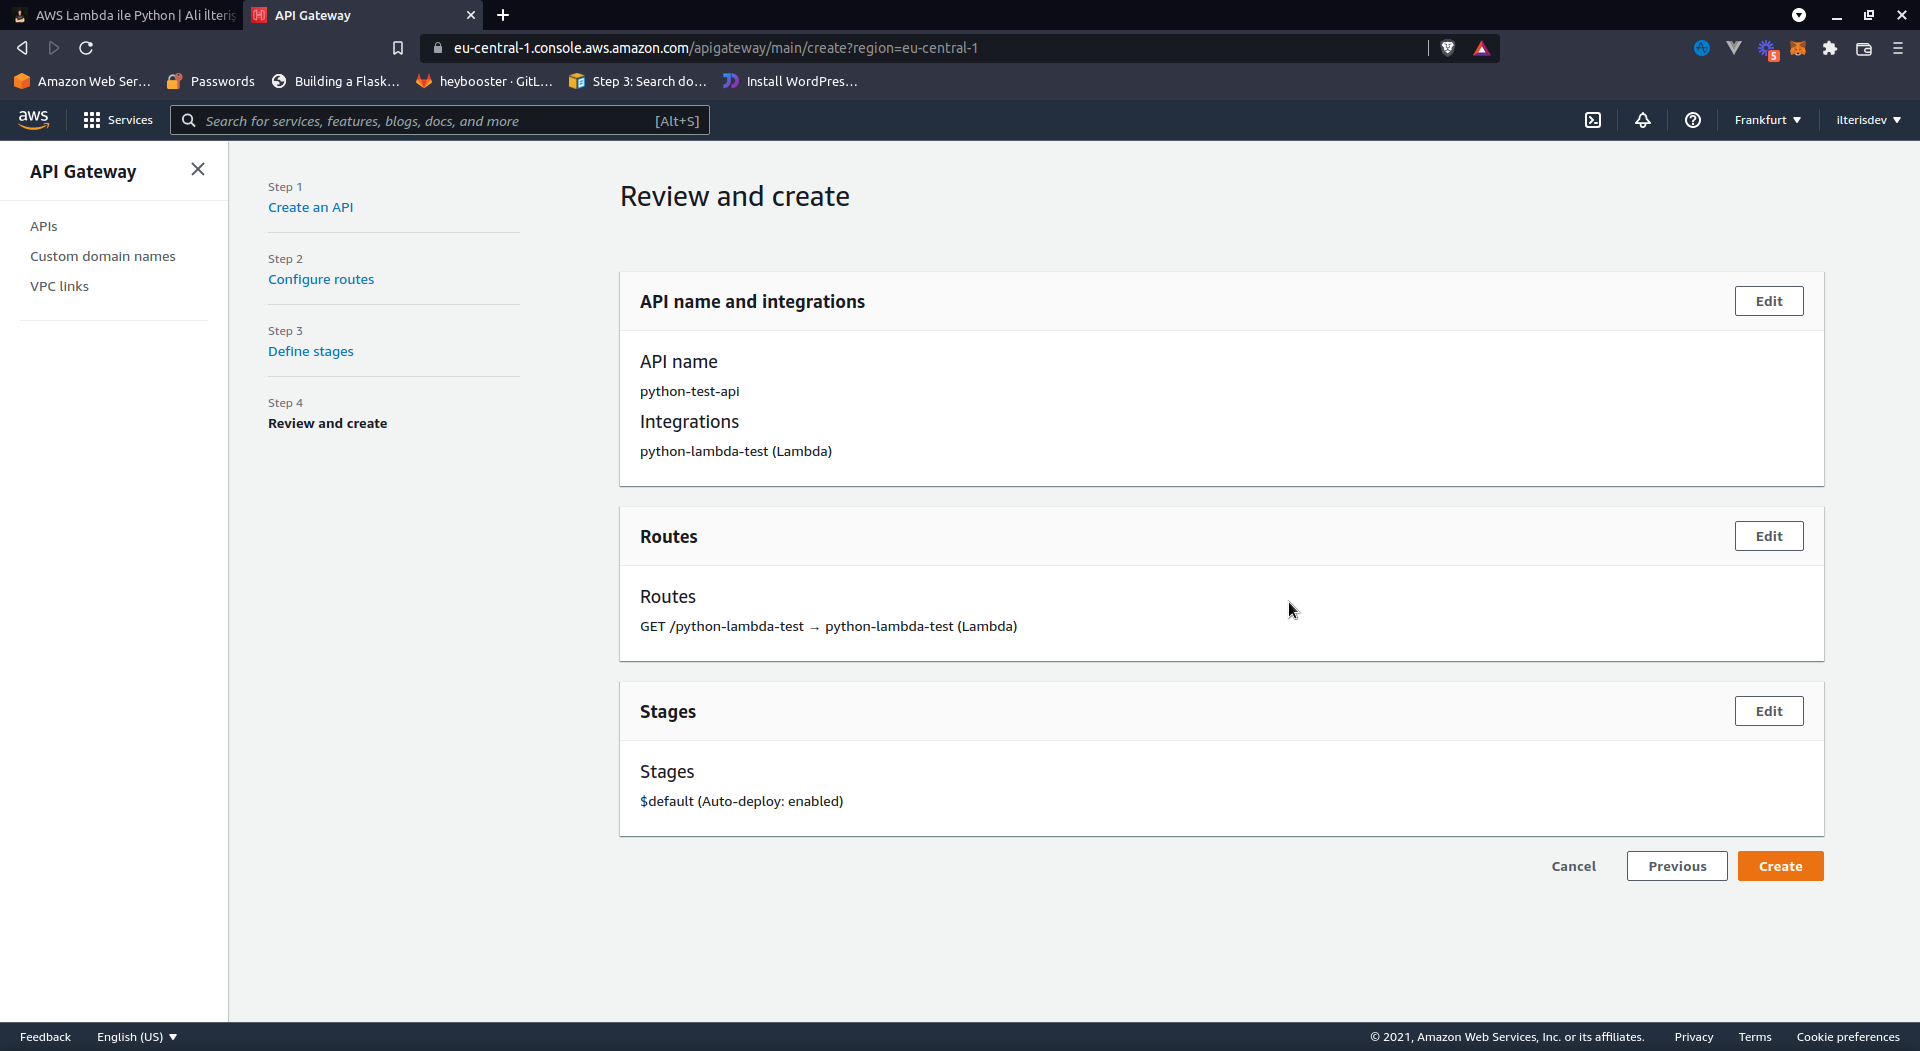 AWS Lambda ile Python | Ali İlteriş
API Gateway
eu-central-1.console.aws.amazon.com/apigateway/main/create?region=eu-central-1
5
Amazon Web Ser...
Passwords
Building a Flask...
heybooster · GitL...
Step 3: Search do...
Install WordPres...
aws
Services
Search for services, features, blogs, docs, and more
[Alt+S]
Frankfurt
ilterisdev
API Gateway
APIs
Custom domain names
VPC links
Step 1
Create an API
Step 2
Configure routes
Step 3
Define stages
Step 4
Review and create
Review and create
API name and integrations
Edit
API name
python-test-api
Integrations
python-lambda-test (Lambda)
Routes
Edit
Routes
GET /python-lambda-test → python-lambda-test (Lambda)
Stages
Edit
Stages
$default (Auto-deploy: enabled)
Cancel
Previous
Create
Feedback
English (US)
© 2021, Amazon Web Services, Inc. or its affiliates.
Privacy
Terms
Cookie preferences